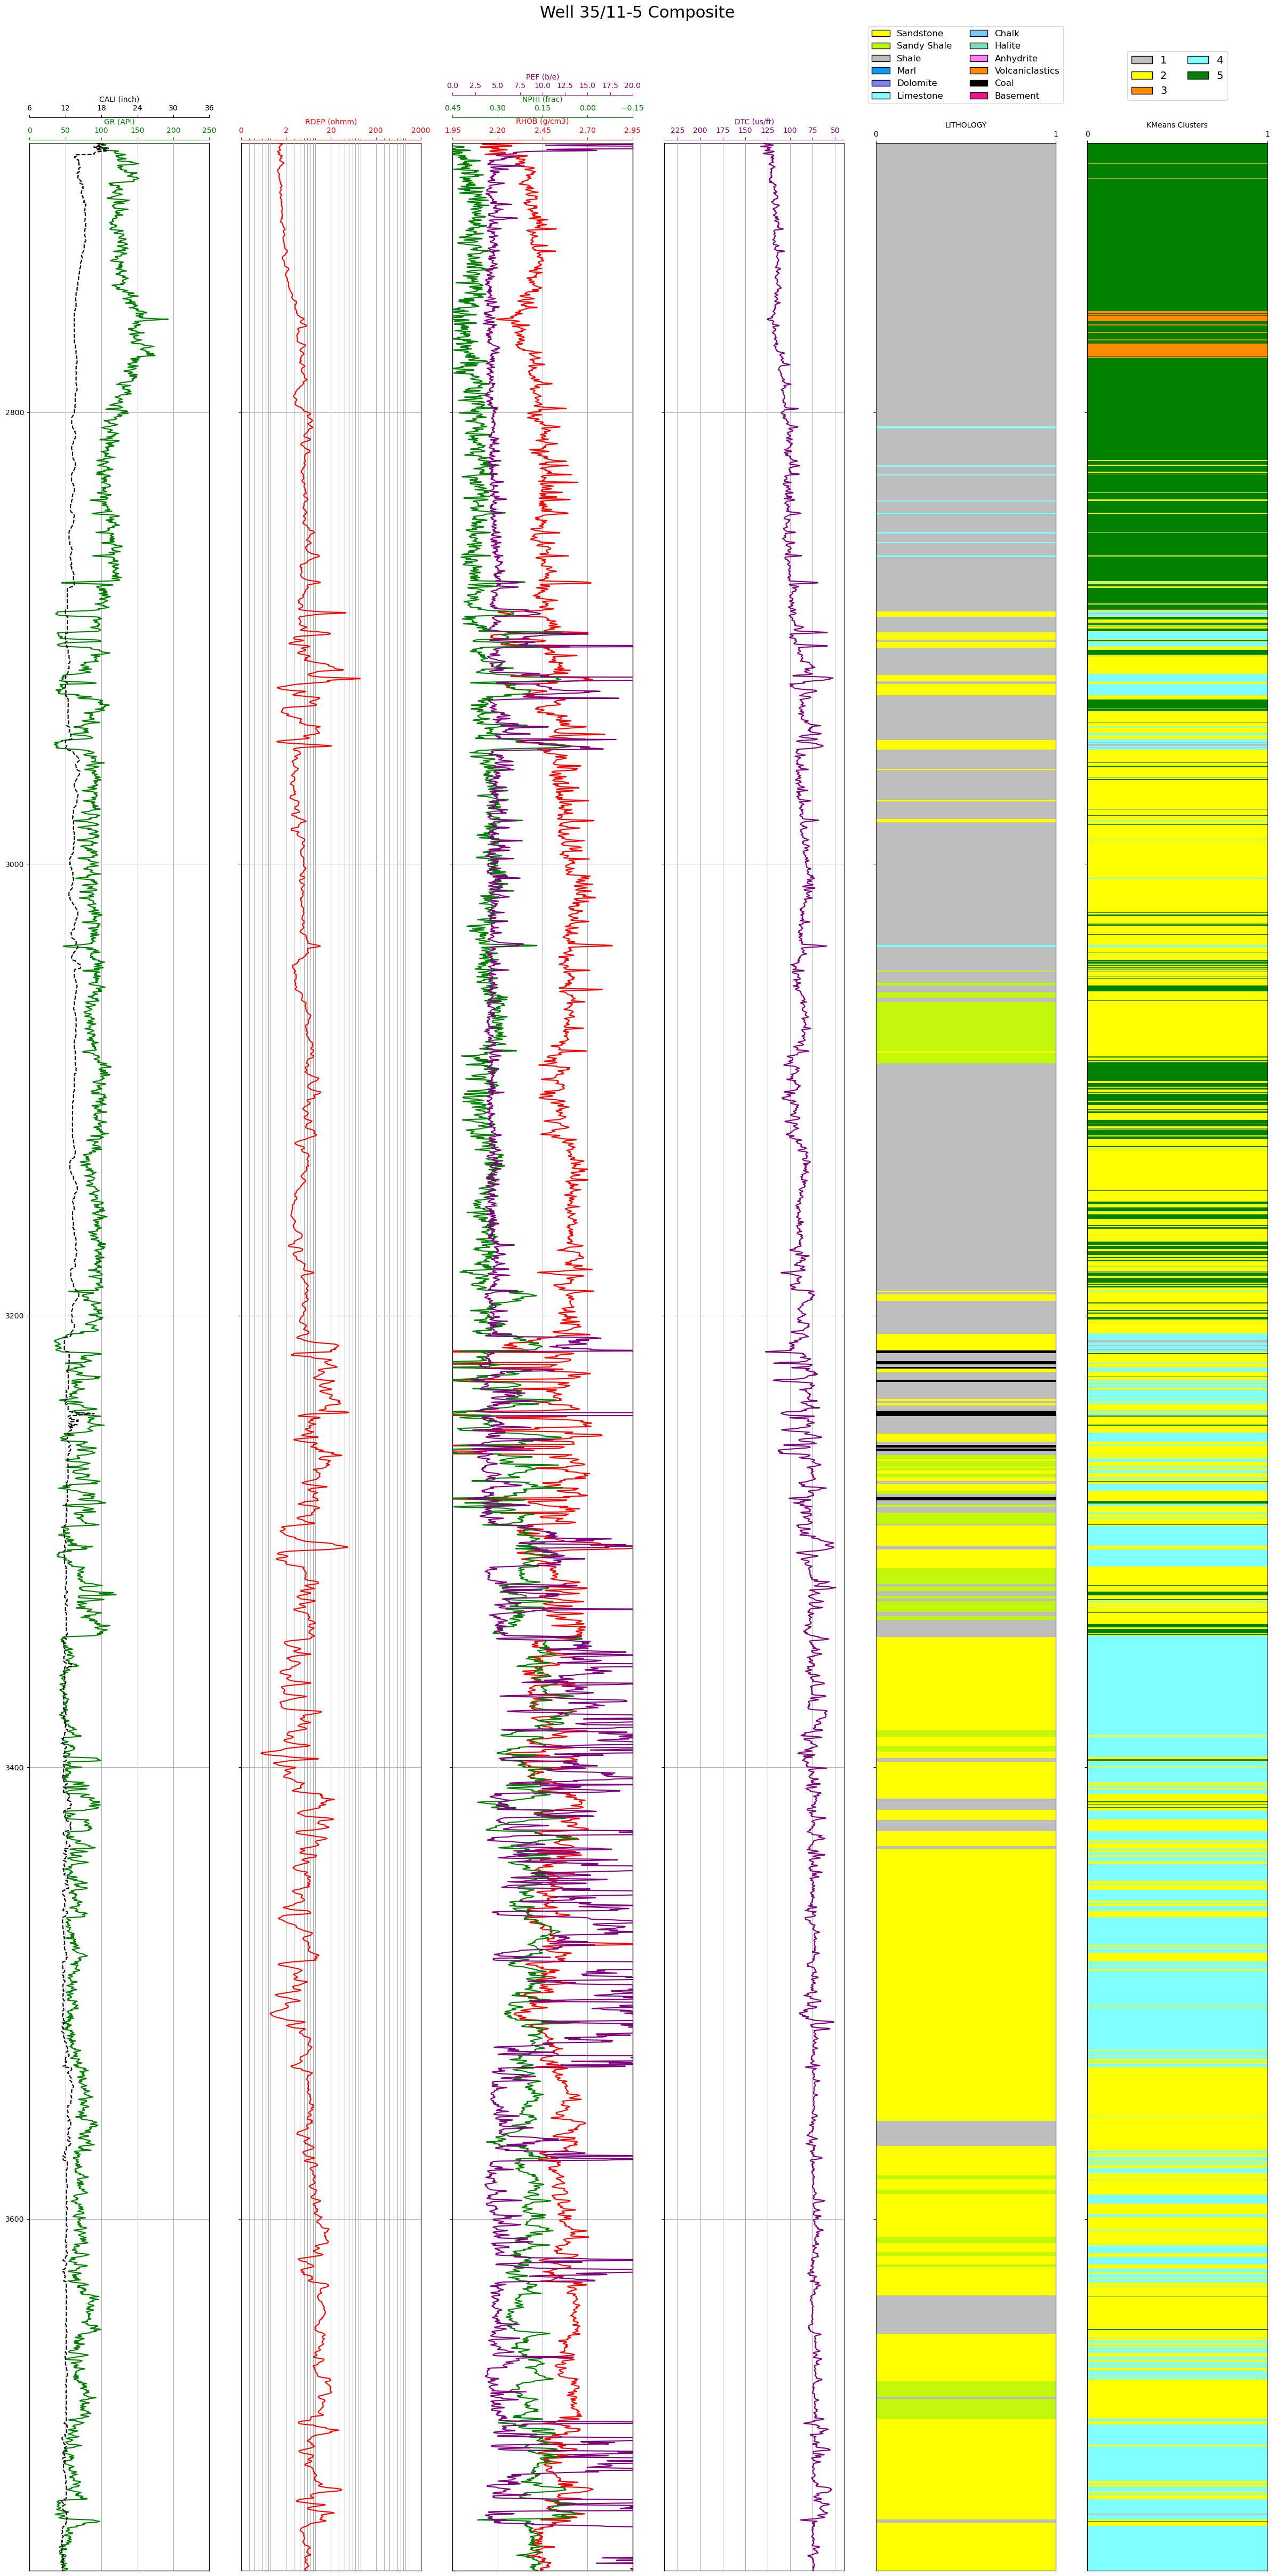 Well 35/11-5 Composite
Sandstone Chalk
Sandy Shale Halite
Shale Anhydrite
Marl Volcaniclastics
Dolomite Coal
Limestone Basement
1 4
2 5
3
PEF (b/e)
0.0 2.5 5.0 7.5 10.0 12.5 15.0 17.5 20.0
CALI (inch) NPHI (frac)
6 12 18 24 30 36 0.45 0.30 0.15 0.00 −0.15
GR (API) RDEP (ohmm) RHOB (g/cm3) DTC (us/ft) LITHOLOGY KMeans Clusters
0 50 100 150 200 250 0 2 20 200 2000 1.95 2.20 2.45 2.70 2.95 225 200 175 150 125 100 75 50 0 1 0 1
2800
3000
3200
3400
3600